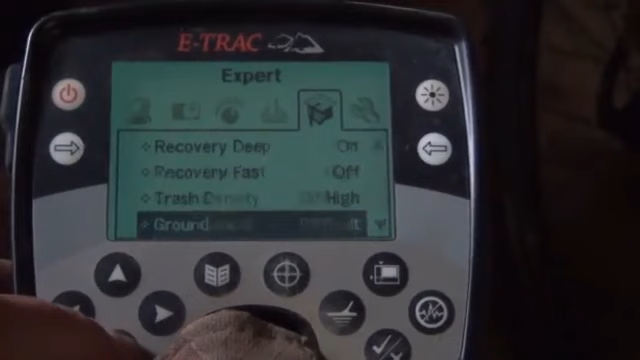 E-TRAC
Expert
Recovery Deep On
Recovery Fast Off
Trash Density High
Ground